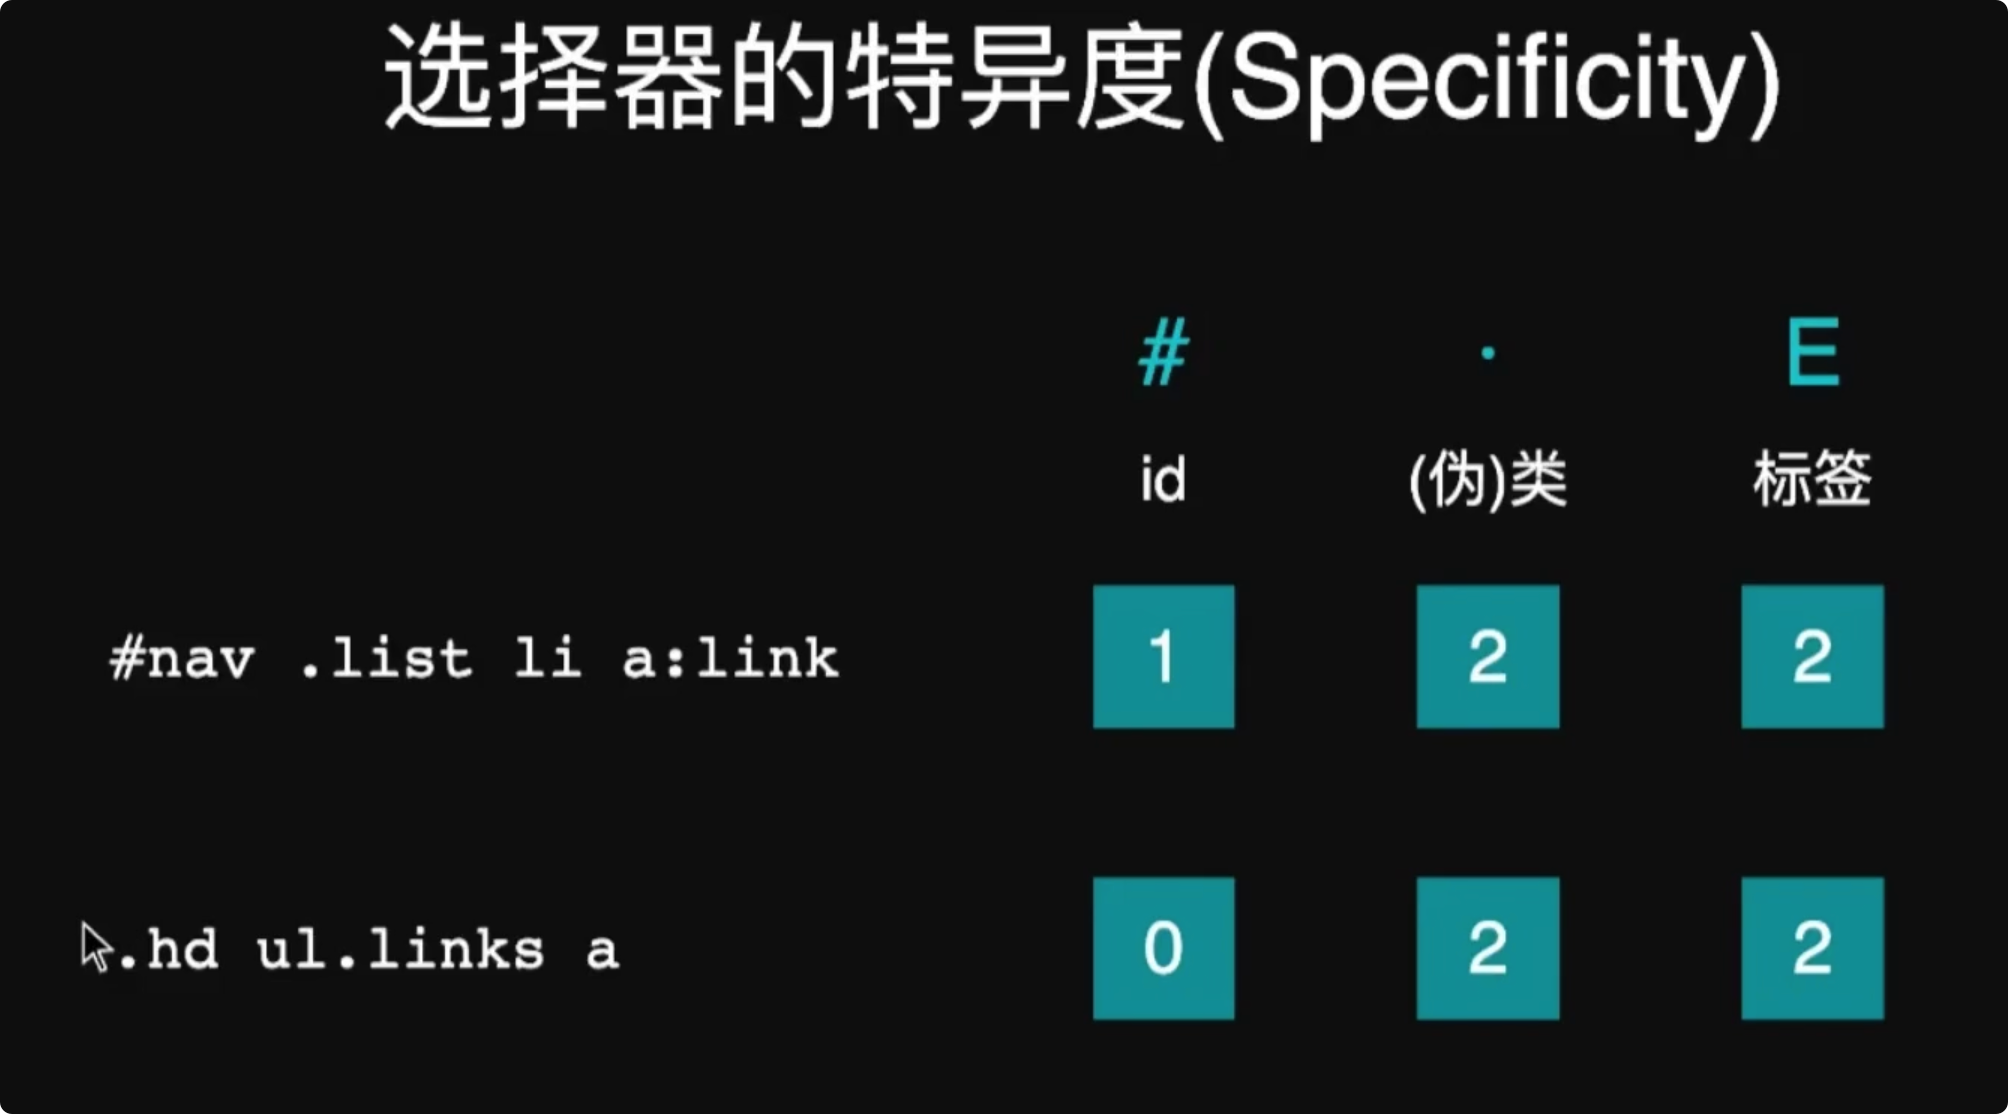 选择器的特异度(Specificity)
# . E
id (伪)类 标签
#nav .list li a:link 1 2 2
.hd ul.links a 0 2 2